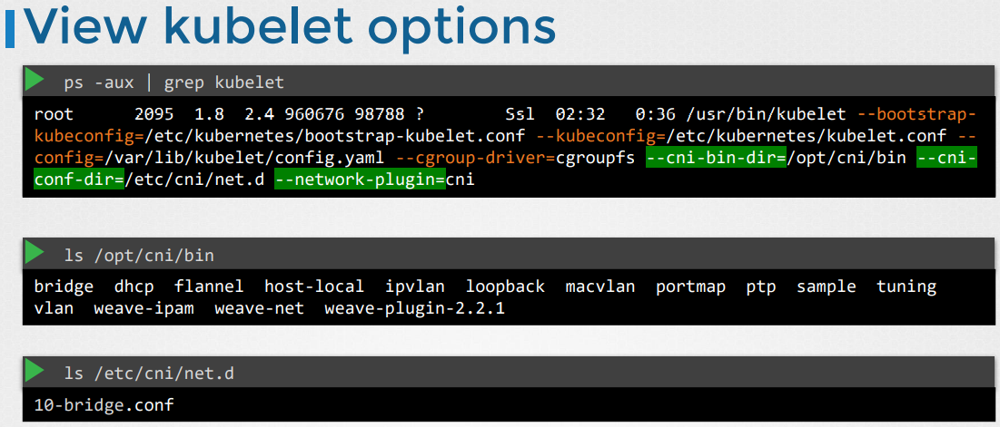 View kubelet options
ps -aux | grep kubelet
root      2095  1.8  2.4 960676 98788 ?        Ssl  02:32   0:36 /usr/bin/kubelet --bootstrap-
kubeconfig=/etc/kubernetes/bootstrap-kubelet.conf --kubeconfig=/etc/kubernetes/kubelet.conf --
config=/var/lib/kubelet/config.yaml --cgroup-driver=cgroupfs --cni-bin-dir=/opt/cni/bin --cni-
conf-dir=/etc/cni/net.d --network-plugin=cni
ls /opt/cni/bin
bridge  dhcp  flannel  host-local  ipvlan  loopback  macvlan  portmap  ptp  sample  tuning
vlan  weave-ipam  weave-net  weave-plugin-2.2.1
ls /etc/cni/net.d
10-bridge.conf